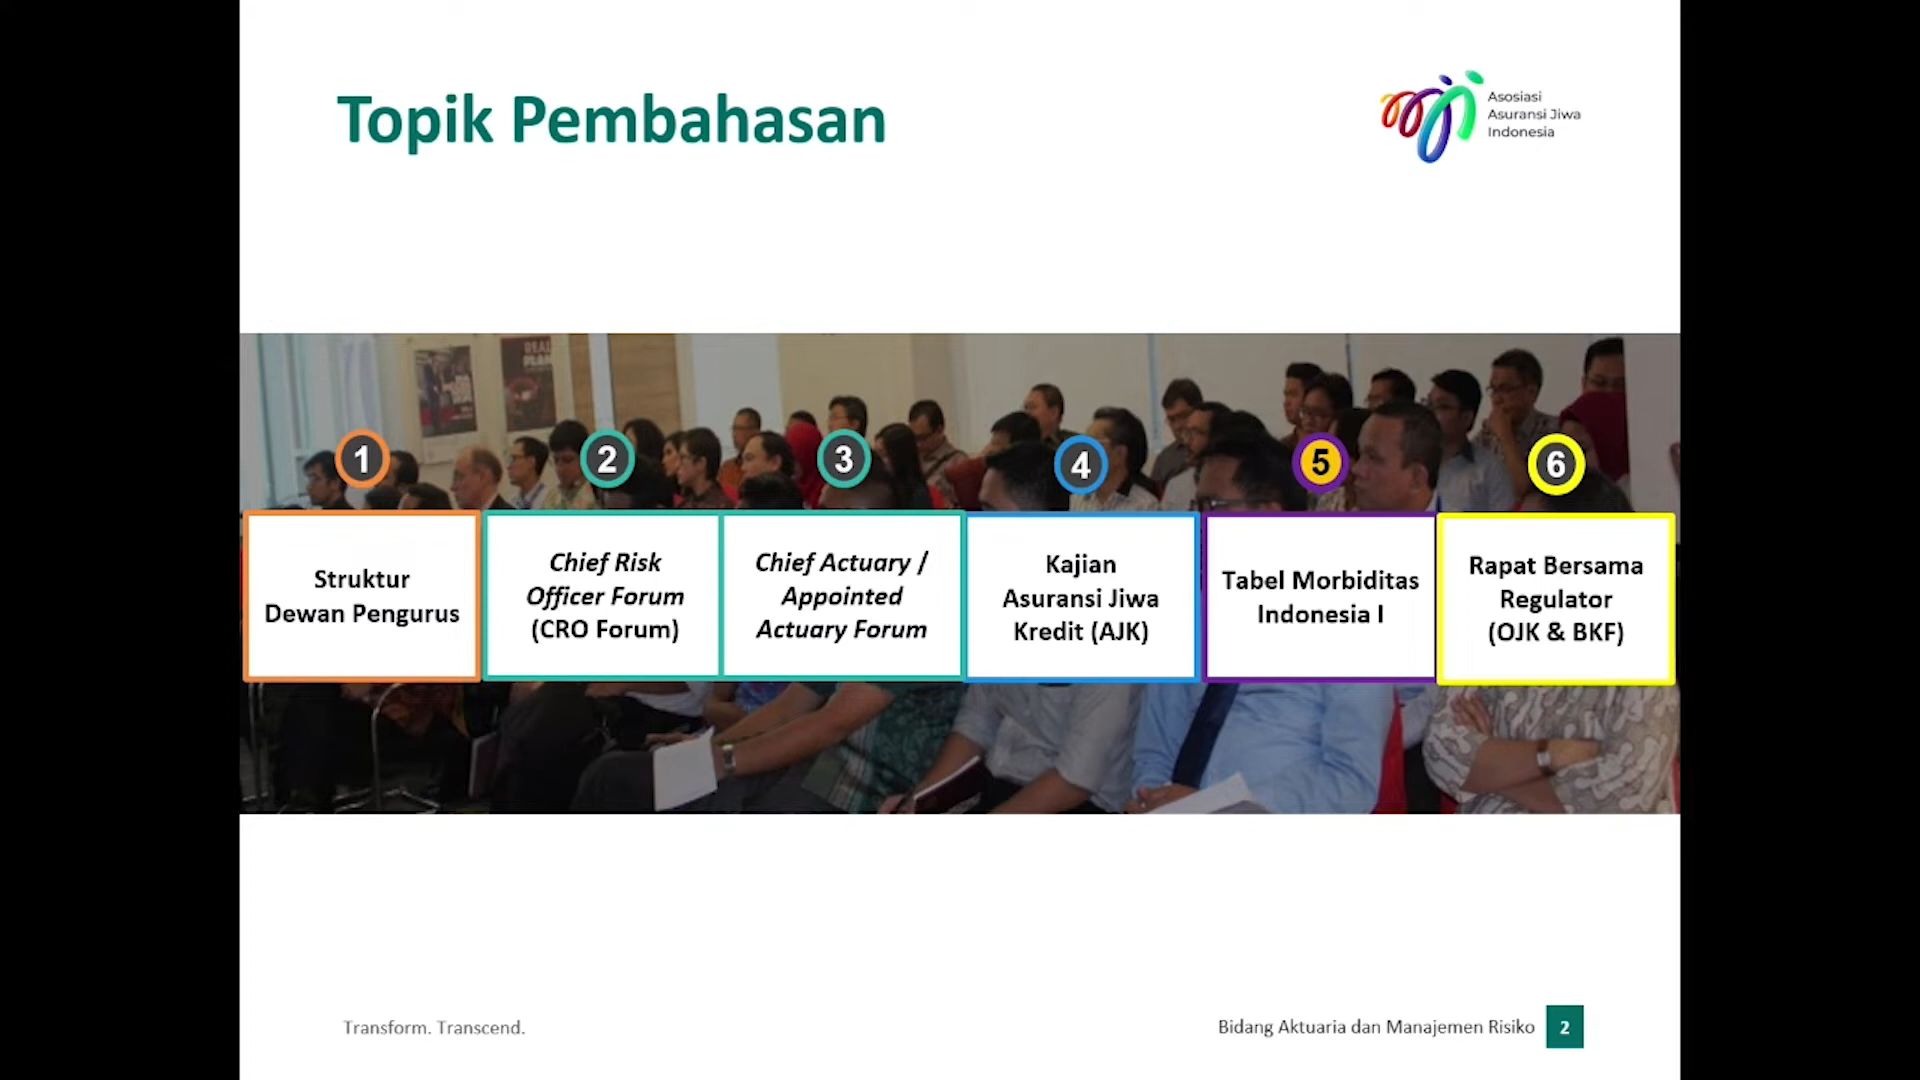 Topik Pembahasan
Asosiasi
Asuransi Jiwa
Indonesia
REAL
PLAN
1
2
3
4
5
6
Struktur
Dewan Pengurus
Chief Risk
Officer Forum
(CRO Forum)
Chief Actuary /
Appointed
Actuary Forum
Kajian
Asuransi Jiwa
Kredit (AJK)
Tabel Morbiditas
Indonesia I
Rapat Bersama
Regulator
(OJK & BKF)
Transform. Transcend.
Bidang Aktuaria dan Manajemen Risiko
2